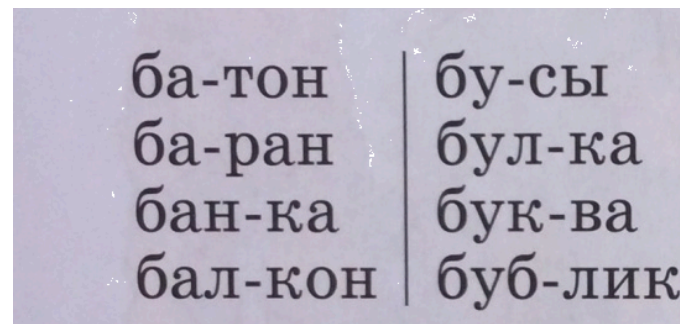 ба-тон
ба-ран
бан-ка
бал-кон
бу-сы
бул-ка
бук-ва
буб-лик